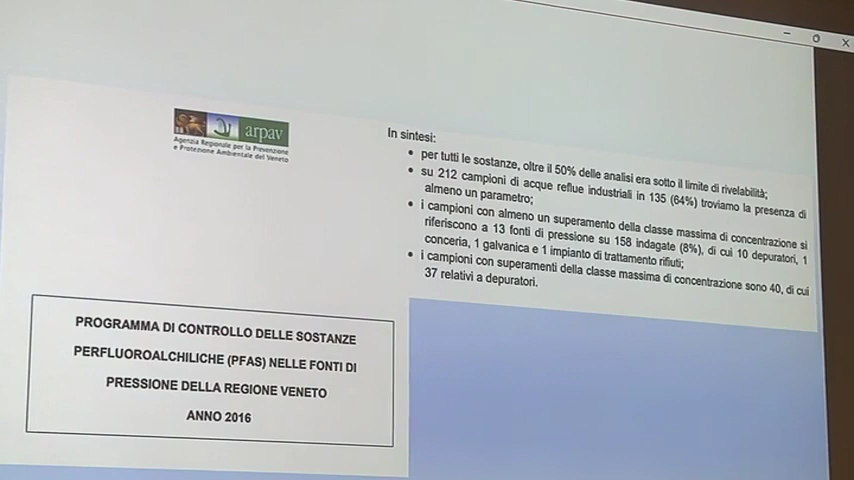 arpav
Agenzia Regionale per la Prevenzione
e Protezione Ambientale del Veneto
PROGRAMMA DI CONTROLLO DELLE SOSTANZE
PERFLUOROALCHILICHE (PFAS) NELLE FONTI DI
PRESSIONE DELLA REGIONE VENETO
ANNO 2016
In sintesi:
• per tutti le sostanze, oltre il 50% delle analisi era sotto il limite di rivelabilità;
• su 212 campioni di acque reflue industriali in 135 (64%) troviamo la presenza di
almeno un parametro;
• i campioni con almeno un superamento della classe massima di concentrazione si
riferiscono a 13 fonti di pressione su 158 indagate (8%), di cui 10 depuratori, 1
conceria, 1 galvanica e 1 impianto di trattamento rifiuti;
• i campioni con superamenti della classe massima di concentrazione sono 40, di cui
37 relativi a depuratori.